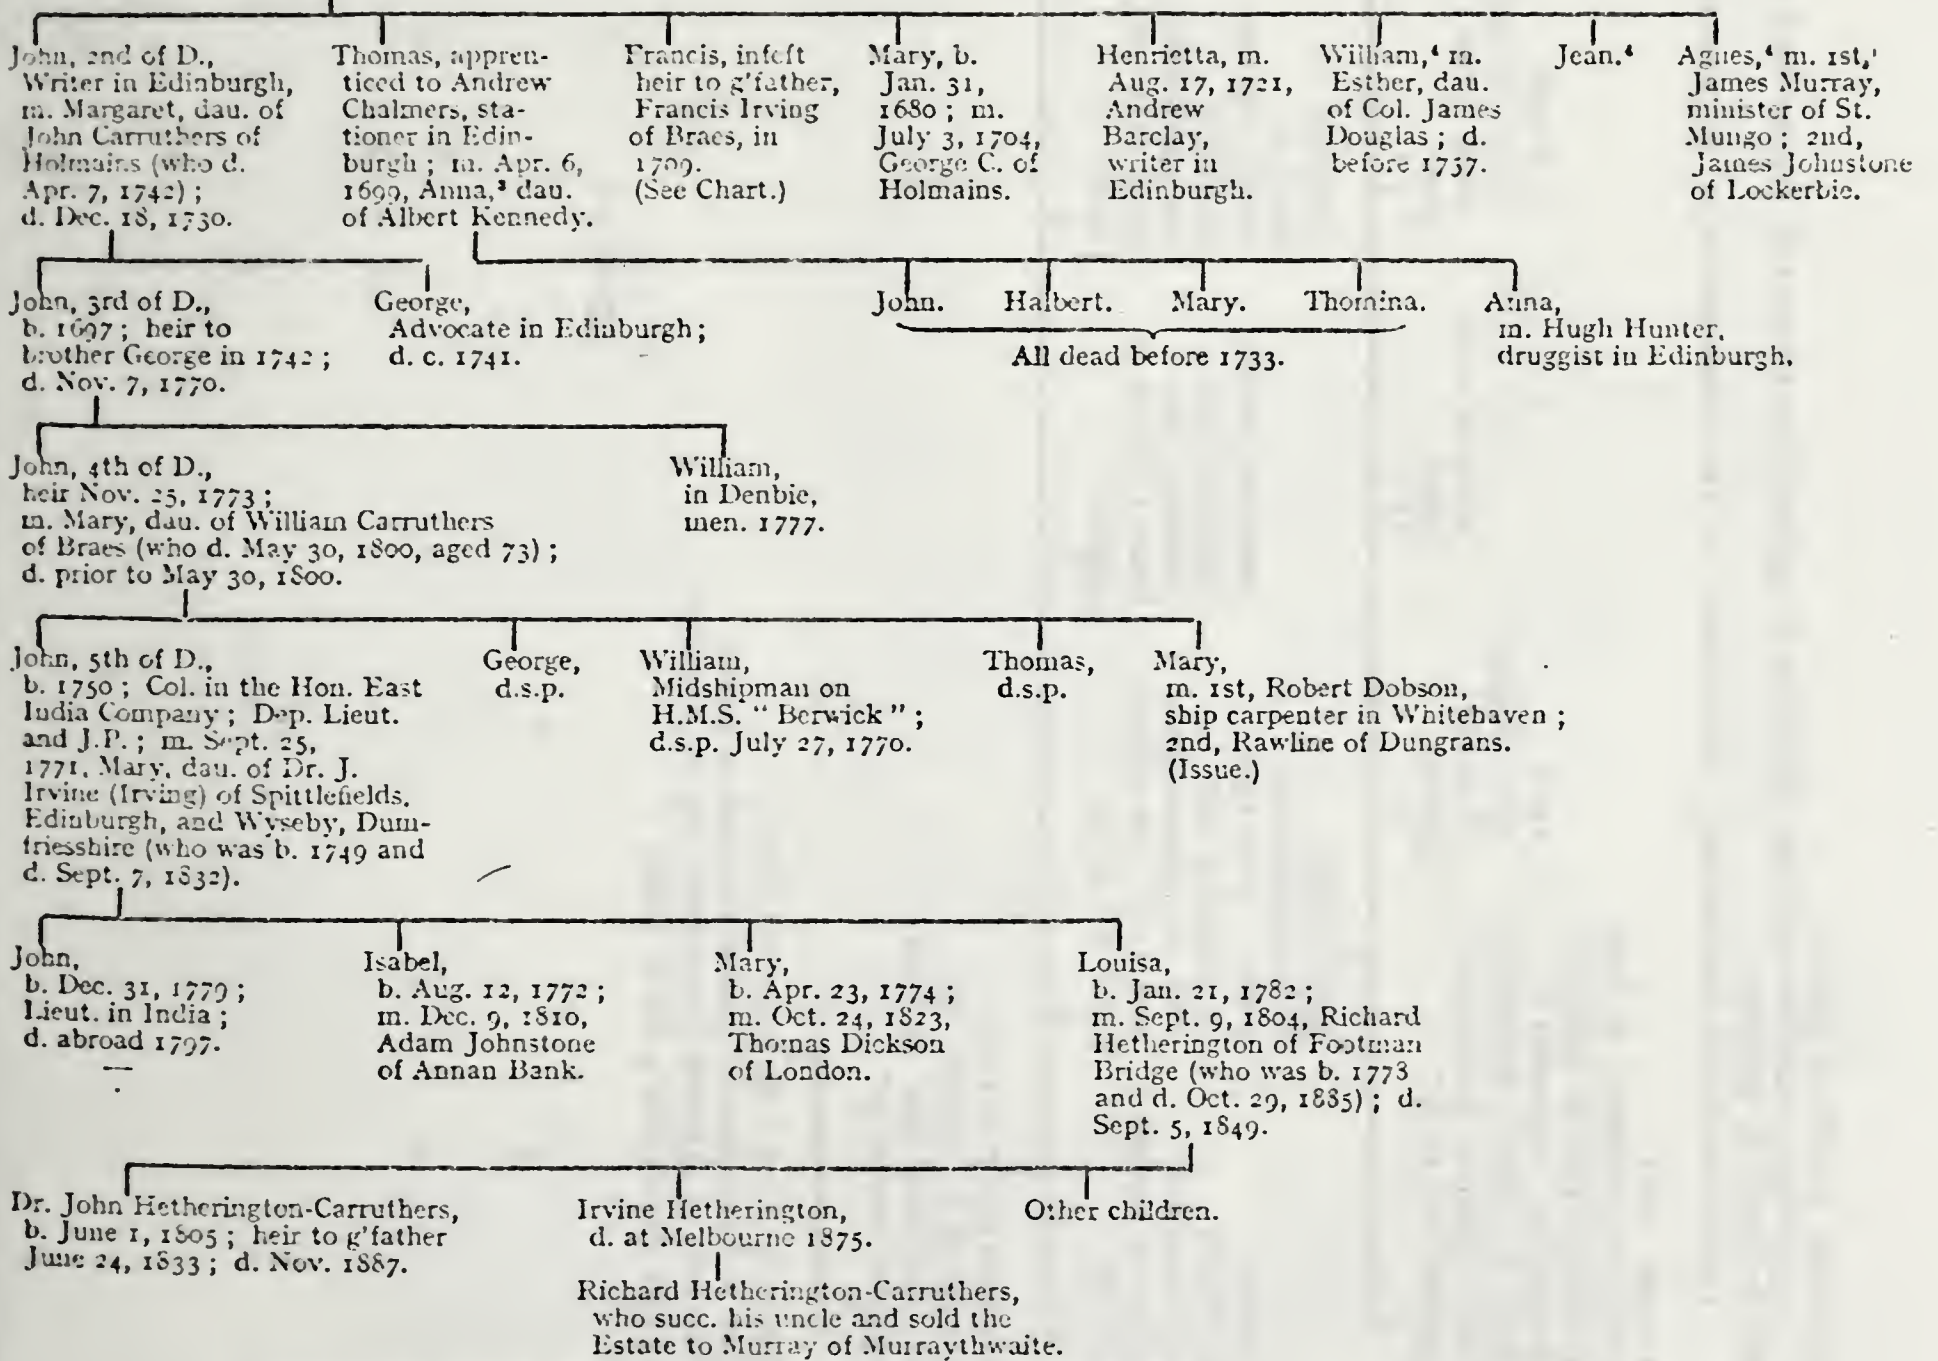 John, 2nd of D.,
Writer in Edinburgh,
m. Margaret, dau. of
John Carruthers of
Holmains (who d.
Apr. 7, 1742) ;
d. Dec. 18, 1730.
Thomas, appren-
ticed to Andrew
Chalmers, sta-
tioner in Edin-
burgh ; m. Apr. 6,
1699, Anna,³ dau.
of Albert Kennedy.
Francis, infeft
heir to g'father,
Francis Irving
of Braes, in
1709.
(See Chart.)
Mary, b.
Jan. 31,
1680 ; m.
July 3, 1704,
George C. of
Holmains.
Henrietta, m.
Aug. 17, 1721,
Andrew
Barclay,
writer in
Edinburgh.
William,⁴ m.
Esther, dau.
of Col. James
Douglas ; d.
before 1737.
Jean.⁴
Agnes,⁴ m. 1st,
James Murray,
minister of St.
Mungo ; 2nd,
James Johnstone
of Lockerbie.
John, 3rd of D.,
b. 1697 ; heir to
brother George in 1742 ;
d. Nov. 7, 1770.
George,
Advocate in Edinburgh ;
d. c. 1741.
John. Halbert. Mary. Thomina.
All dead before 1733.
Anna,
m. Hugh Hunter,
druggist in Edinburgh.
John, 4th of D.,
heir Nov. 25, 1773 ;
m. Mary, dau. of William Carruthers
of Braes (who d. May 30, 1800, aged 73) ;
d. prior to May 30, 1800.
William,
in Denbie,
men. 1777.
John, 5th of D.,
b. 1750 ; Col. in the Hon. East
India Company ; Dep. Lieut.
and J.P. ; m. Sept. 25,
1771, Mary, dau. of Dr. J.
Irvine (Irving) of Spittlefields,
Edinburgh, and Wyseby, Dum-
friesshire (who was b. 1749 and
d. Sept. 7, 1832).
George,
d.s.p.
William,
Midshipman on
H.M.S. " Berwick " ;
d.s.p. July 27, 1770.
Thomas,
d.s.p.
Mary,
m. 1st, Robert Dobson,
ship carpenter in Whitehaven ;
2nd, Rawline of Dungrans.
(Issue.)
John,
b. Dec. 31, 1779 ;
Lieut. in India ;
d. abroad 1797.
Isabel,
b. Aug. 12, 1772 ;
m. Dec. 9, 1810,
Adam Johnstone
of Annan Bank.
Mary,
b. Apr. 23, 1774 ;
m. Oct. 24, 1823,
Thomas Dickson
of London.
Louisa,
b. Jan. 21, 1782 ;
m. Sept. 9, 1804, Richard
Hetherington of Footman
Bridge (who was b. 1773
and d. Oct. 29, 1885) ; d.
Sept. 5, 1849.
Dr. John Hetherington-Carruthers,
b. June 1, 1805 ; heir to g'father
June 24, 1833 ; d. Nov. 1887.
Irvine Hetherington,
d. at Melbourne 1875.
Other children.
Richard Hetherington-Carruthers,
who succ. his uncle and sold the
Estate to Murray of Murraythwaite.